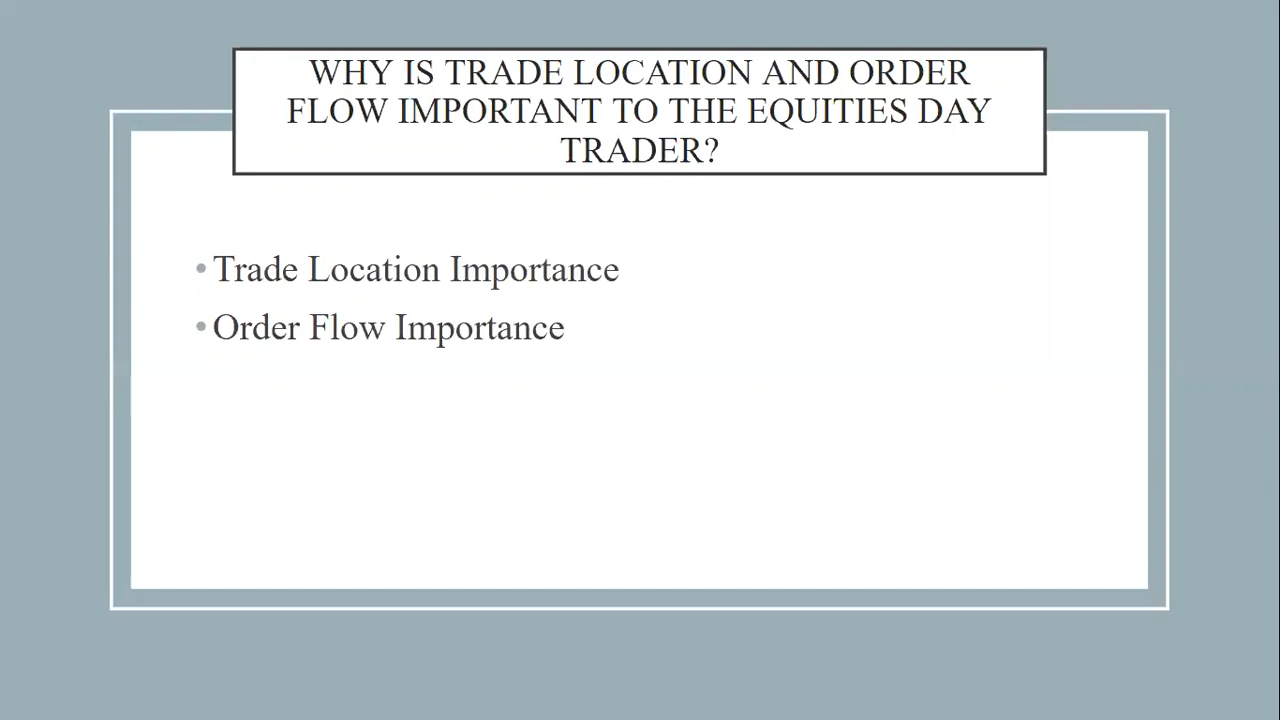 WHY IS TRADE LOCATION AND ORDER
FLOW IMPORTANT TO THE EQUITIES DAY
TRADER?
• Trade Location Importance
• Order Flow Importance